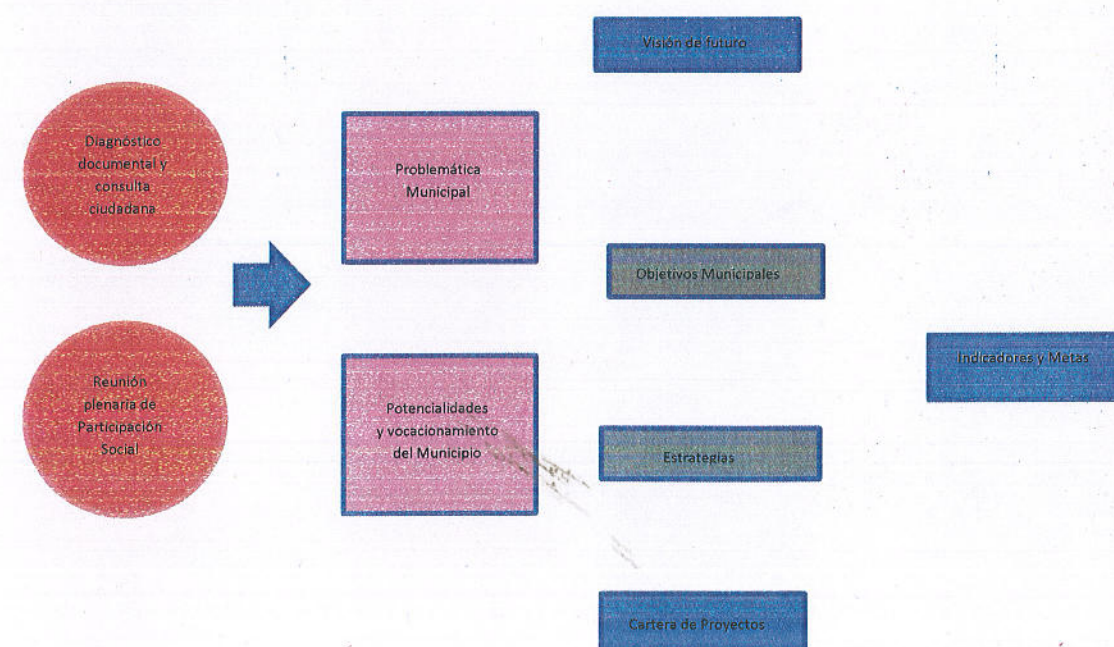 Visión de futuro
Diagnóstico
documental y
consulta
ciudadana
Problemática
Municipal
Objetivos Municipales
Indicadores y Metas
Reunión
plenaria de
Participación
Social
Potencialidades
y vocacionamiento
del Municipio
Estrategias
Cartera de Proyectos